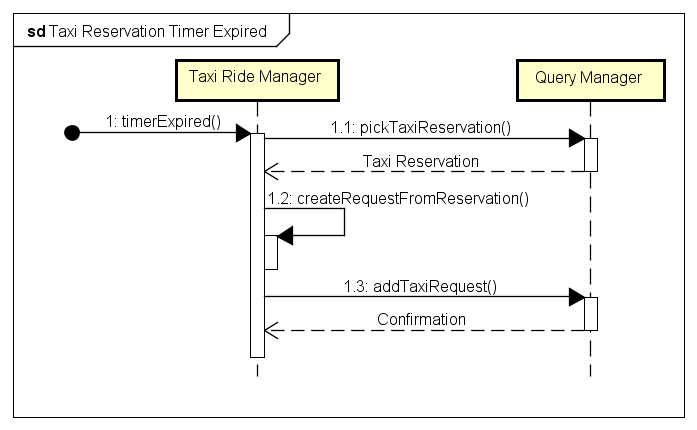 sd Taxi Reservation Timer Expired
Taxi Ride Manager
Query Manager
1: timerExpired()
1.1: pickTaxiReservation()
Taxi Reservation
1.2: createRequestFromReservation()
1.3: addTaxiRequest()
Confirmation